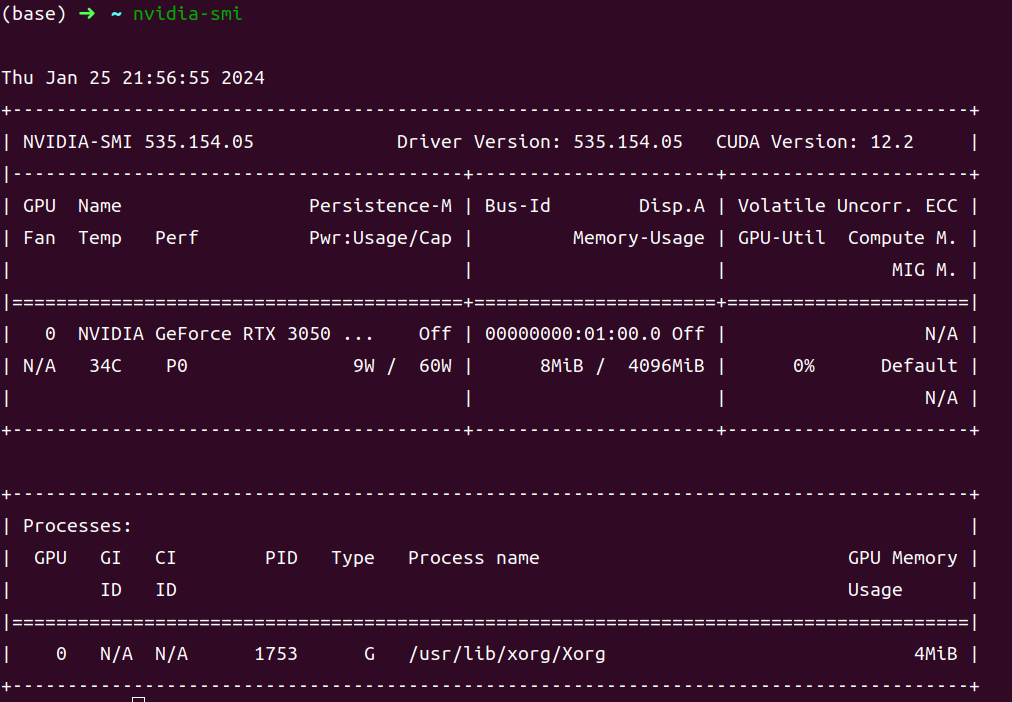 (base) ➜ ~ nvidia-smi
Thu Jan 25 21:56:55 2024
+---------------------------------------------------------------------------------------+
| NVIDIA-SMI 535.154.05             Driver Version: 535.154.05   CUDA Version: 12.2     |
|-----------------------------------------+----------------------+----------------------+
| GPU  Name                 Persistence-M | Bus-Id        Disp.A | Volatile Uncorr. ECC |
| Fan  Temp   Perf          Pwr:Usage/Cap |         Memory-Usage | GPU-Util  Compute M. |
|                                         |                      |               MIG M. |
|=========================================+======================+======================|
|   0  NVIDIA GeForce RTX 3050 ...    Off | 00000000:01:00.0 Off |                  N/A |
| N/A   34C    P0               9W /  60W |      8MiB /  4096MiB |      0%      Default |
|                                         |                      |                  N/A |
+-----------------------------------------+----------------------+----------------------+
+---------------------------------------------------------------------------------------+
| Processes:                                                                            |
|  GPU   GI   CI        PID   Type   Process name                            GPU Memory |
|        ID   ID                                                             Usage      |
|=======================================================================================|
|    0   N/A  N/A      1753      G   /usr/lib/xorg/Xorg                            4MiB |
+---------------------------------------------------------------------------------------+